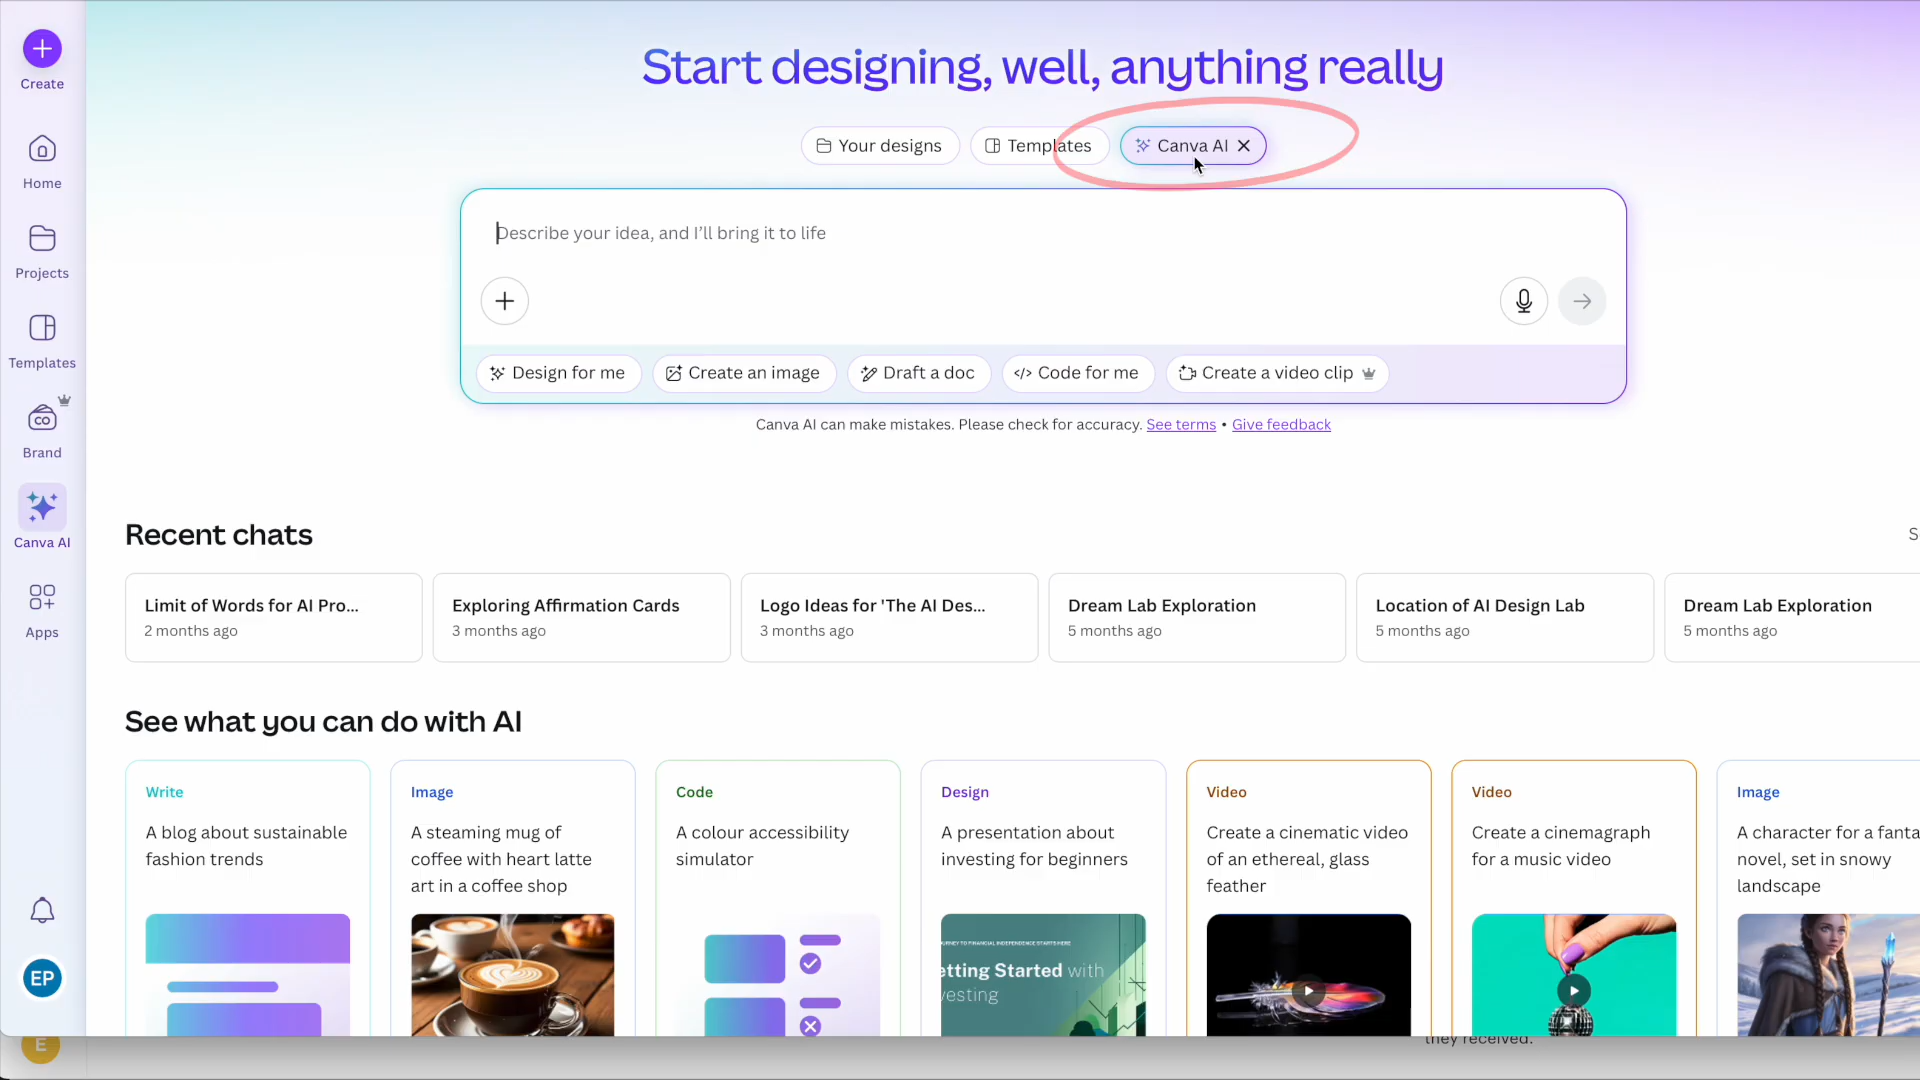 Start designing, well, anything really
Create
Your designs
Templates
Canva AI
Home
Describe your idea, and I'll bring it to life
Projects
Templates
Design for me
Create an image
Draft a doc
Code for me
Create a video clip
Canva AI can make mistakes. Please check for accuracy. See terms • Give feedback
CO
Brand
Canva AI
Recent chats
Apps
Limit of Words for AI Pro...
2 months ago
Exploring Affirmation Cards
3 months ago
Logo Ideas for 'The AI Des...
3 months ago
Dream Lab Exploration
5 months ago
Location of AI Design Lab
5 months ago
Dream Lab Exploration
5 months ago
See what you can do with AI
Write
A blog about sustainable
fashion trends
Image
A steaming mug of
coffee with heart latte
art in a coffee shop
Code
A colour accessibility
simulator
Design
A presentation about
investing for beginners
URNEY TO FINANCIAL INDEPENDENCE STARTS HERE
etting Started with
vesting
Video
Create a cinematic video
of an ethereal, glass
feather
Video
Create a cinemagraph
for a music video
Image
A character for a fanta
novel, set in snowy
landscape
EP
E
they received.